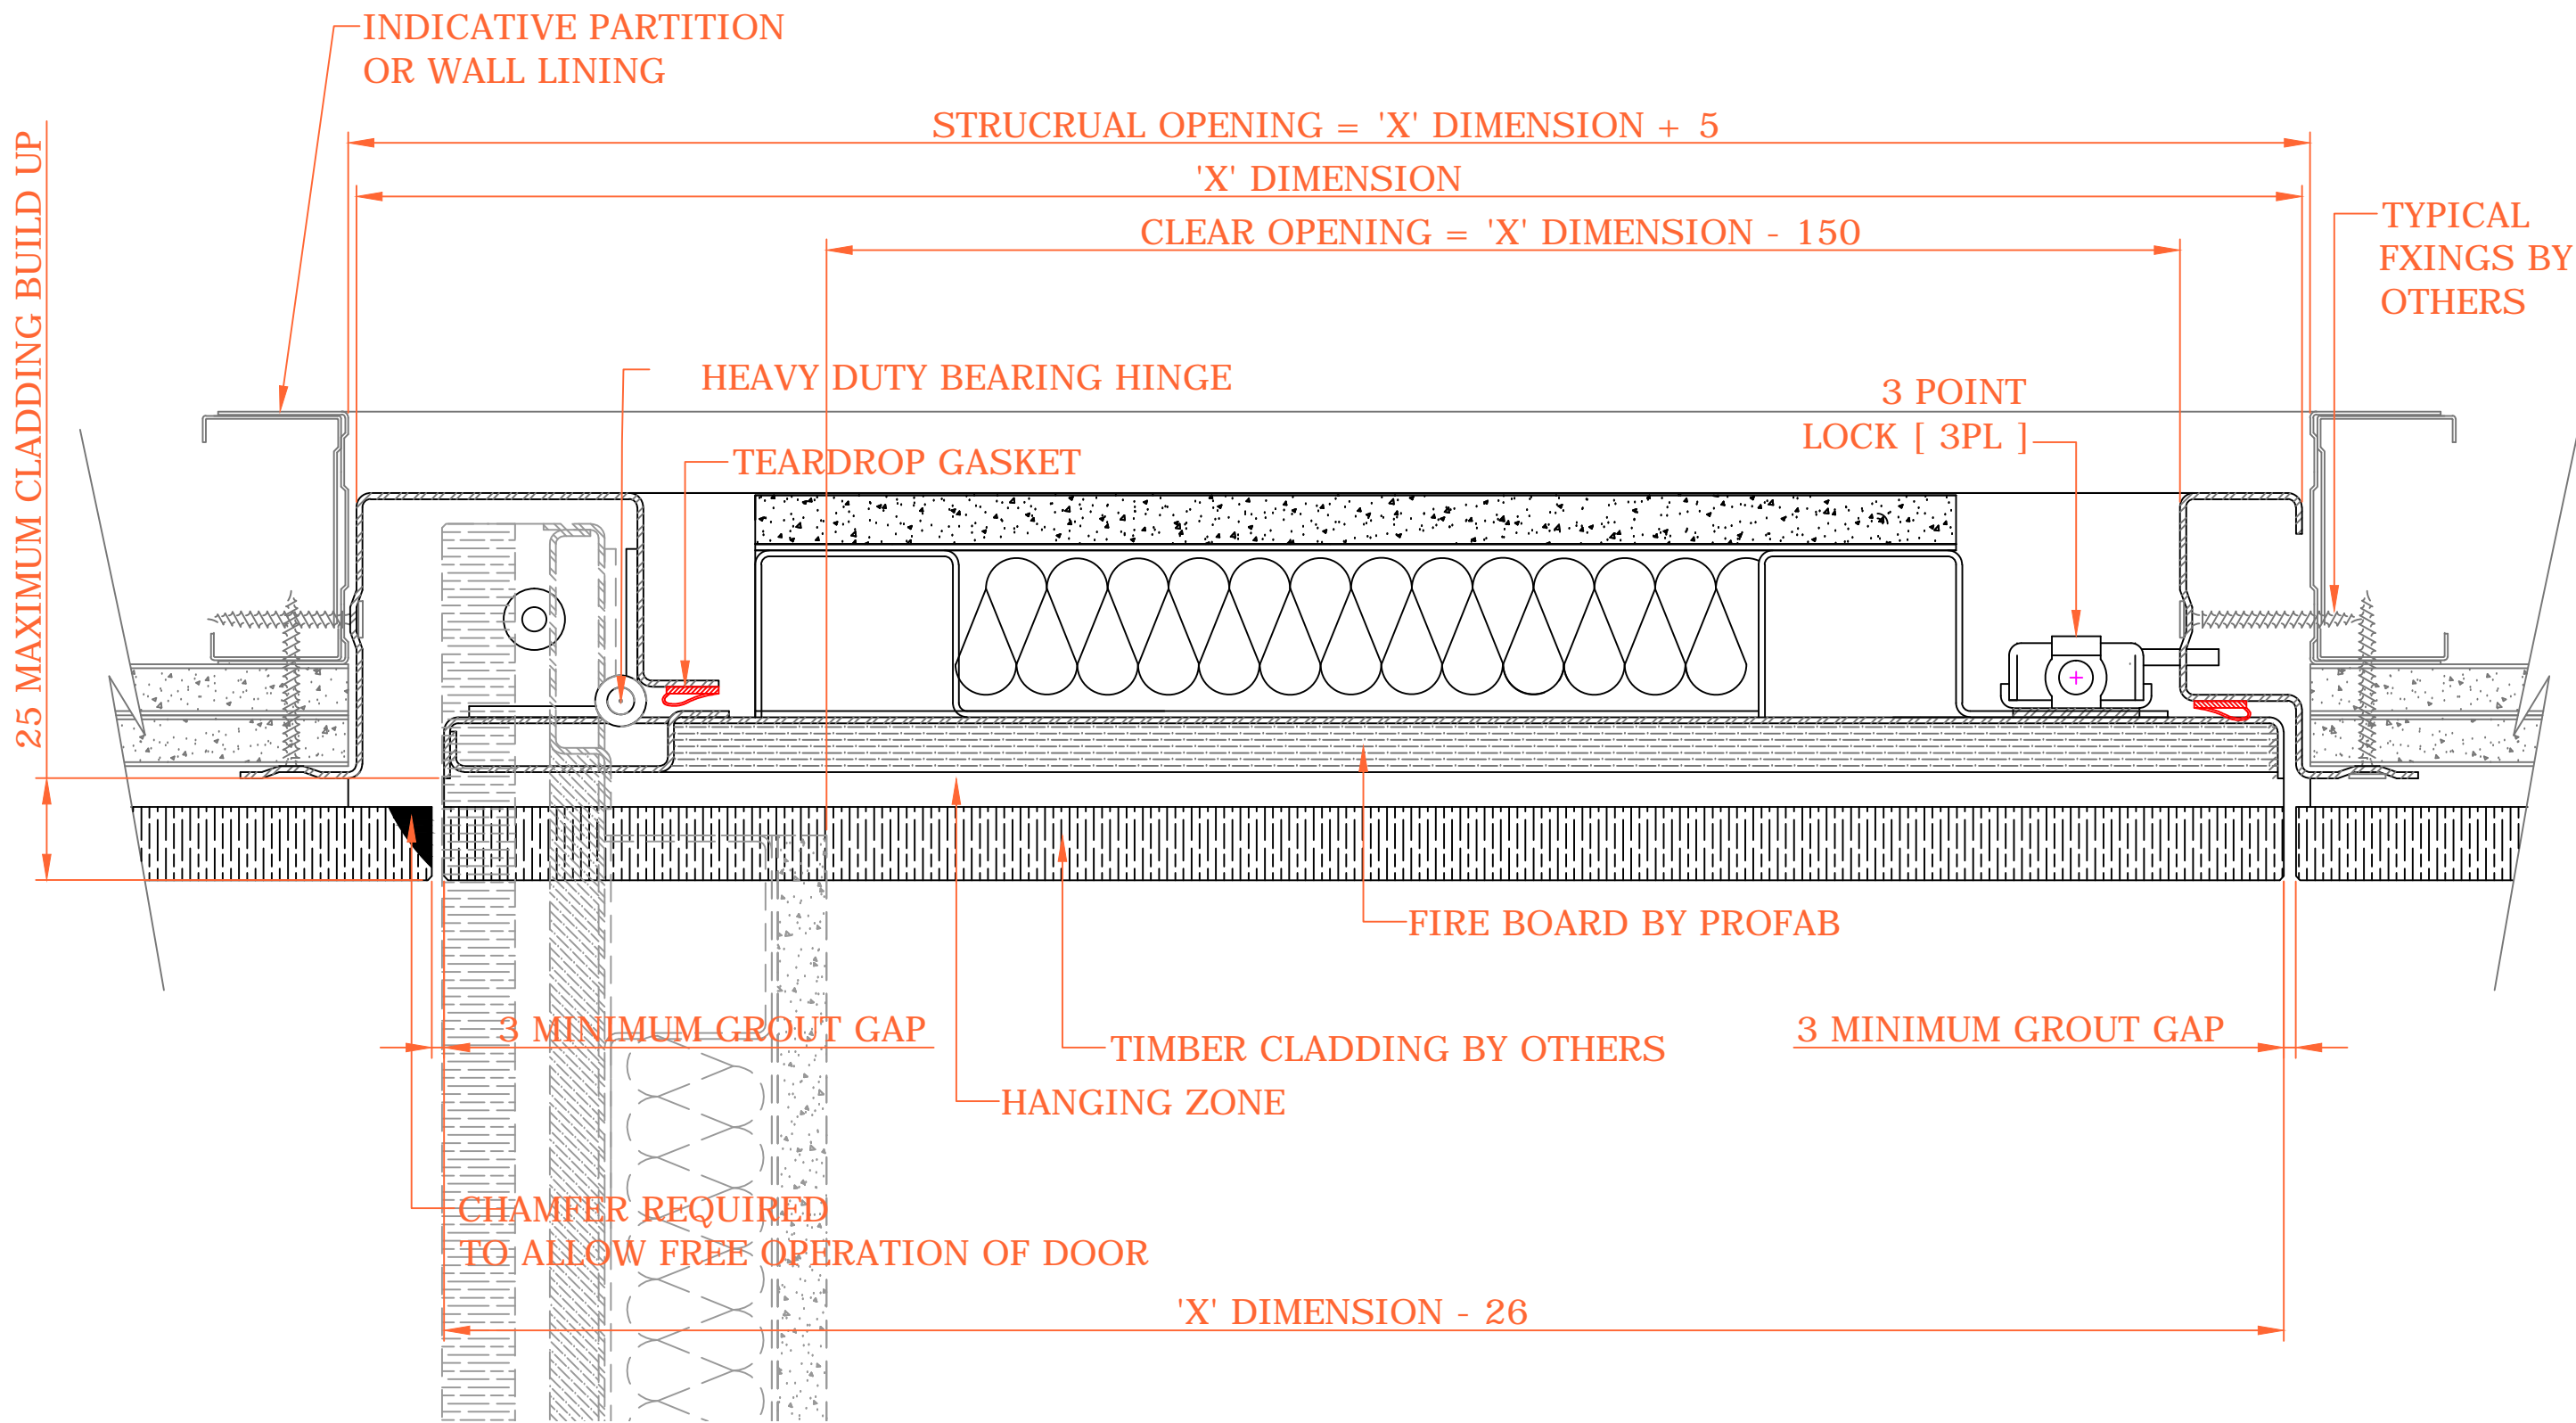 INDICATIVE PARTITION
OR WALL LINING
STRUCRUAL OPENING = 'X' DIMENSION + 5
'X' DIMENSION
CLEAR OPENING = 'X' DIMENSION - 150
TYPICAL
FXINGS BY
OTHERS
25 MAXIMUM CLADDING BUILD UP
HEAVY DUTY BEARING HINGE
3 POINT
LOCK [ 3PL ]
TEARDROP GASKET
FIRE BOARD BY PROFAB
3 MINIMUM GROUT GAP
TIMBER CLADDING BY OTHERS
3 MINIMUM GROUT GAP
HANGING ZONE
CHAMFER REQUIRED
TO ALLOW FREE OPERATION OF DOOR
'X' DIMENSION - 26